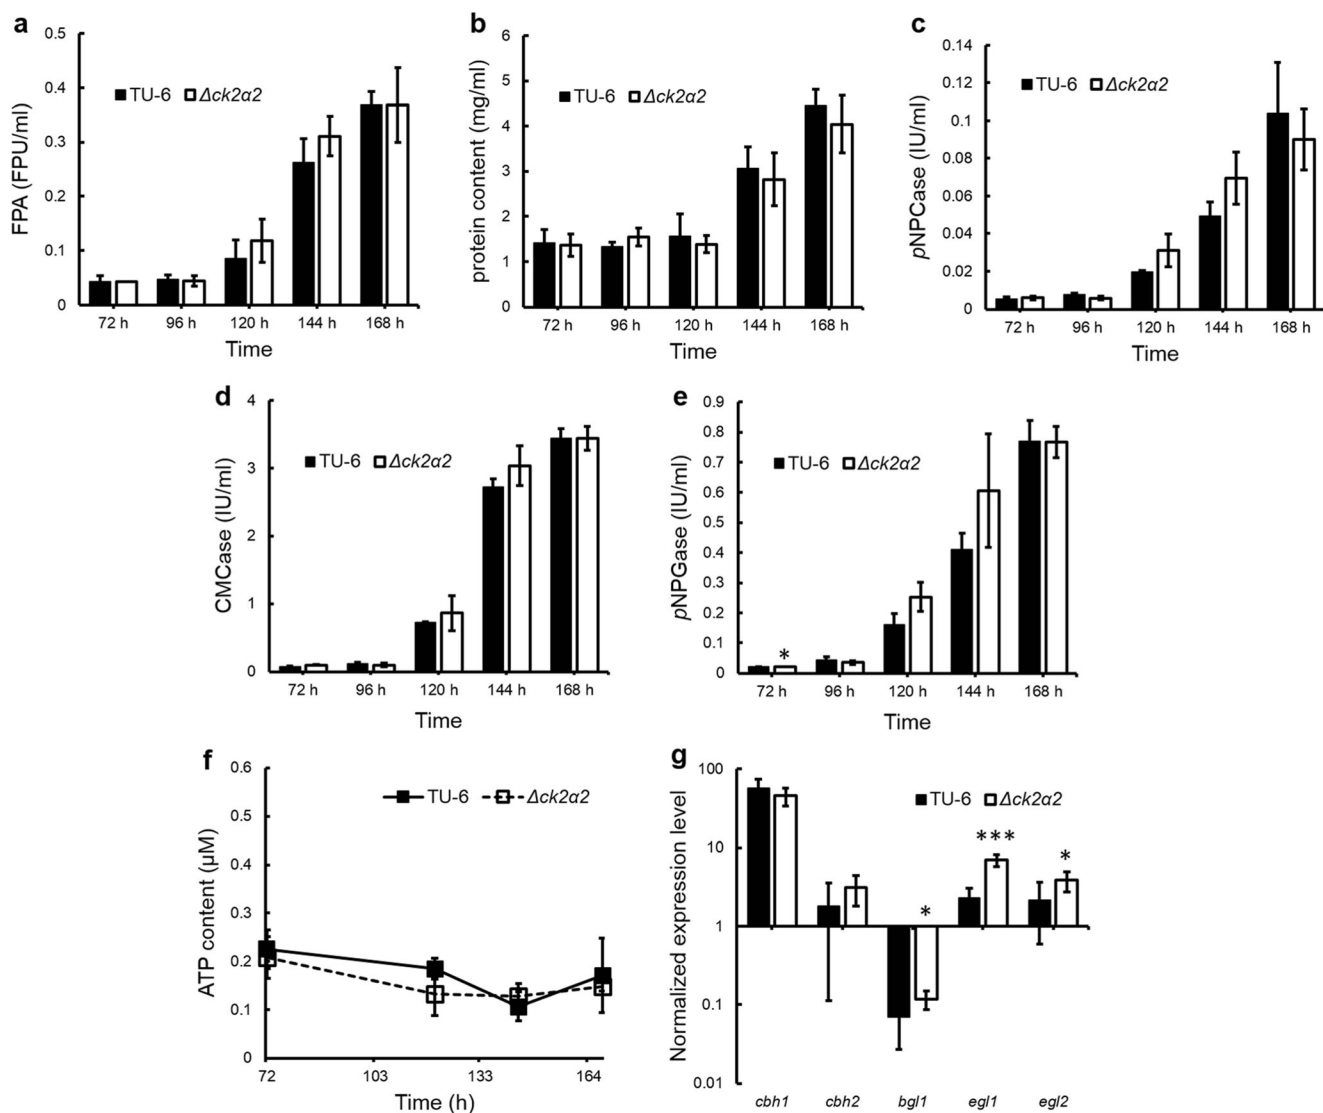 a
FPA (FPU/ml)
0.5
0.4
0.3
0.2
0.1
0
TU-6 Δck2α2
72 h 96 h 120 h 144 h 168 h
Time
b
protein content (mg/ml)
6
5
4
3
2
1
0
TU-6 Δck2α2
72 h 96 h 120 h 144 h 168 h
Time
c
pNPCase (IU/ml)
0.14
0.12
0.1
0.08
0.06
0.04
0.02
0
TU-6 Δck2α2
72 h 96 h 120 h 144 h 168 h
Time
d
CMCase (IU/ml)
4
3
2
1
0
TU-6 Δck2α2
72 h 96 h 120 h 144 h 168 h
Time
e
pNPGase (IU/ml)
0.9
0.8
0.7
0.6
0.5
0.4
0.3
0.2
0.1
0
TU-6 Δck2α2
*
72 h 96 h 120 h 144 h 168 h
Time
f
ATP content (μM)
0.6
0.5
0.4
0.3
0.2
0.1
0
TU-6 Δck2α2
72 103 133 164
Time (h)
g
Normalized expression level
100
10
1
0.1
0.01
TU-6 Δck2α2
* *** *
cbh1 cbh2 bgl1 egl1 egl2